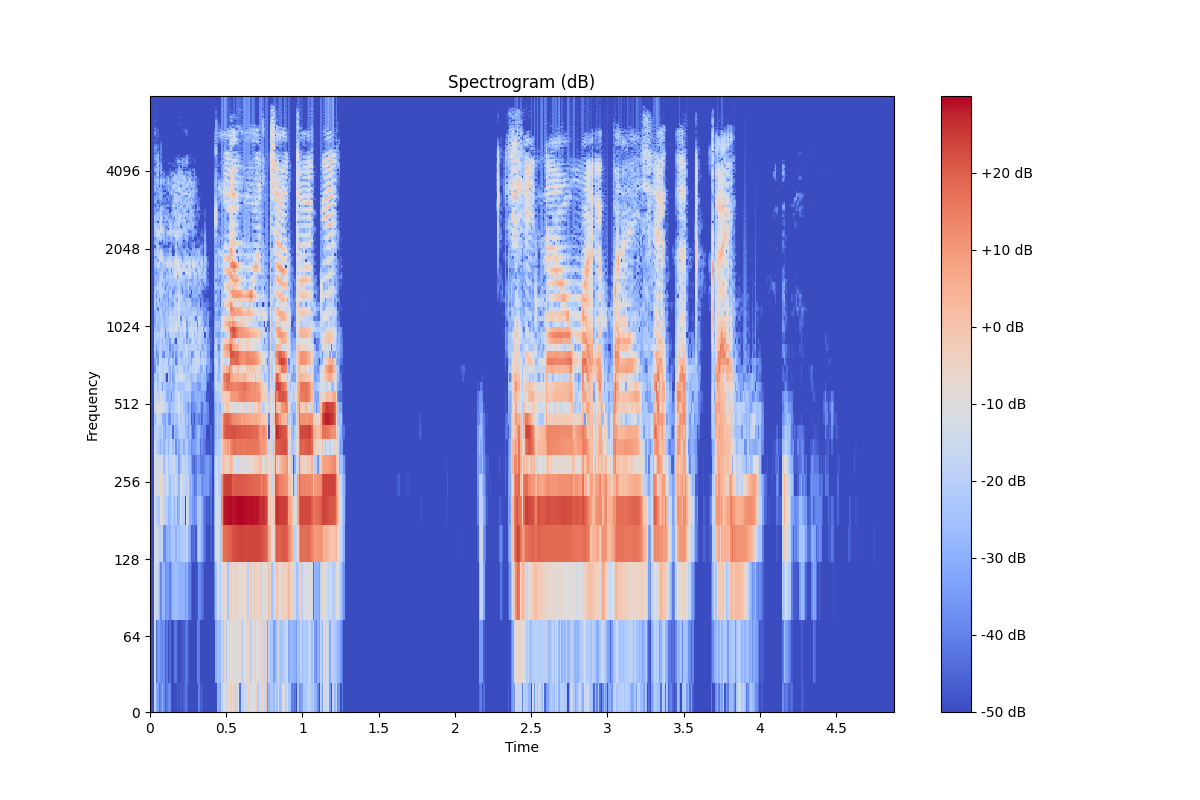 Spectrogram (dB)
Frequency
4096
2048
1024
512
256
128
64
0
0 0.5 1 1.5 2 2.5 3 3.5 4 4.5
Time
+20 dB
+10 dB
+0 dB
-10 dB
-20 dB
-30 dB
-40 dB
-50 dB